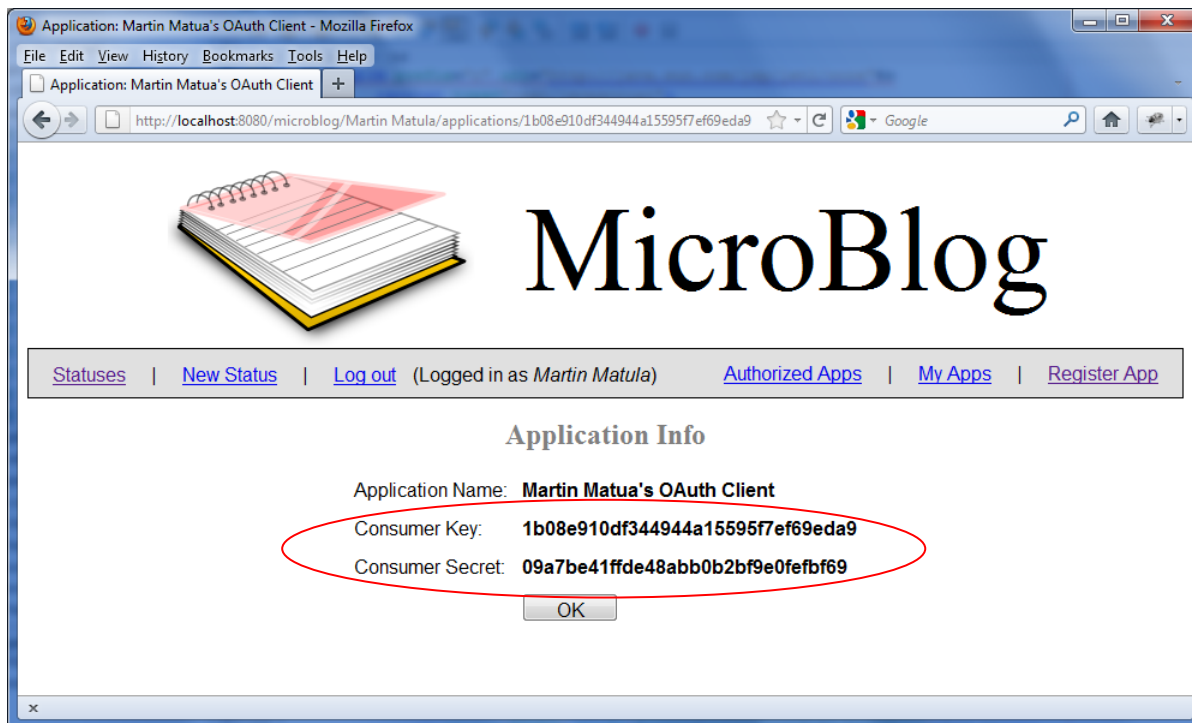 Application: Martin Matua's OAuth Client - Mozilla Firefox
File Edit View History Bookmarks Tools Help
Application: Martin Matua's OAuth Client +
http://localhost:8080/microblog/Martin Matula/applications/1b08e910df344944a15595f7ef69eda9 Google
MicroBlog
Statuses | New Status | Log out (Logged in as Martin Matula) Authorized Apps | My Apps | Register App
Application Info
Application Name: Martin Matua's OAuth Client
Consumer Key: 1b08e910df344944a15595f7ef69eda9
Consumer Secret: 09a7be41ffde48abb0b2bf9e0fefbf69
OK
x